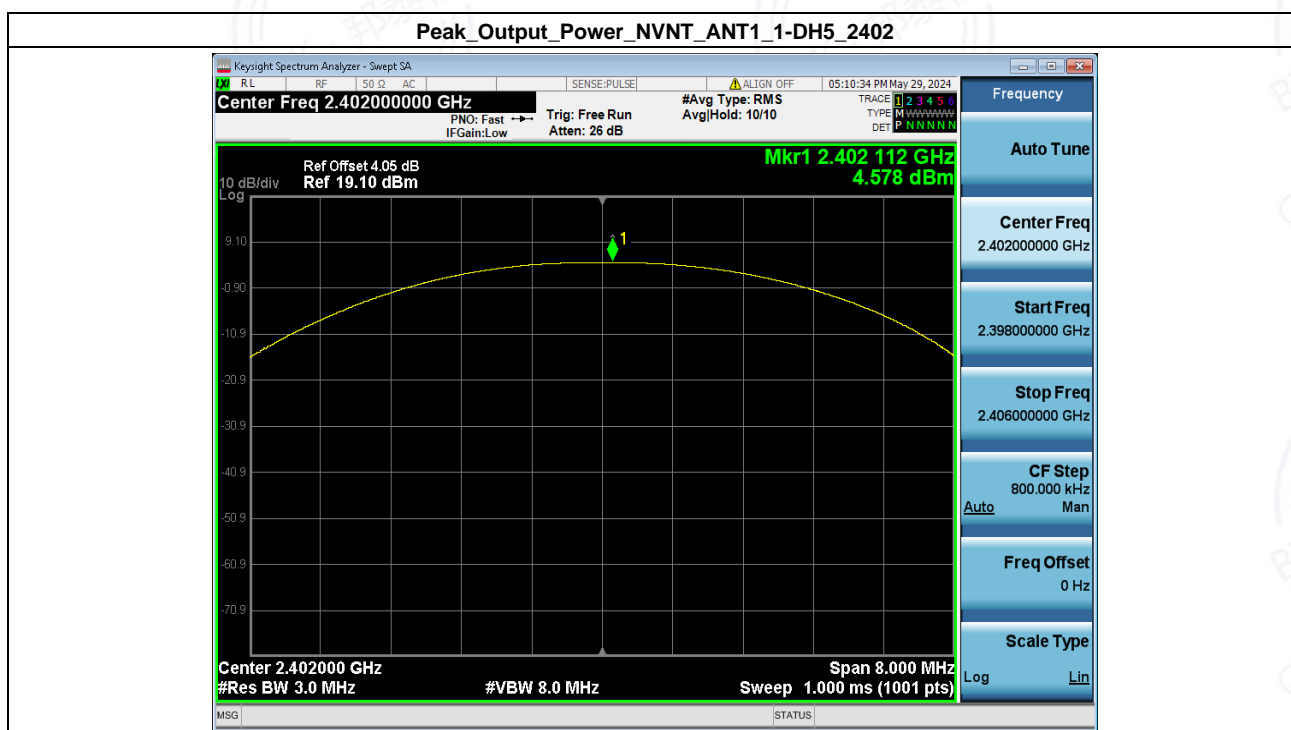 Peak_Output_Power_NVNT_ANT1_1-DH5_2402
Keysight Spectrum Analyzer - Swept SA
RL RF 50 Ω AC SENSE:PULSE ALIGN OFF 05:10:34 PM May 29, 2024
Center Freq 2.402000000 GHz
PNO: Fast
IFGain:Low
Trig: Free Run
Atten: 26 dB
#Avg Type: RMS
Avg|Hold: 10/10
TRACE 1 2 3 4 5 6
TYPE M WWWWW
DET P N N N N N
Frequency
Auto Tune
Center Freq
2.402000000 GHz
Start Freq
2.398000000 GHz
Stop Freq
2.406000000 GHz
CF Step
800.000 kHz
Auto Man
Freq Offset
0 Hz
Scale Type
Log Lin
Mkr1 2.402 112 GHz
4.578 dBm
Ref Offset 4.05 dB
10 dB/div Ref 19.10 dBm
Log
1
9.10
-0.90
-10.9
-20.9
-30.9
-40.9
-50.9
-60.9
-70.9
Center 2.402000 GHz Span 8.000 MHz
#Res BW 3.0 MHz #VBW 8.0 MHz Sweep 1.000 ms (1001 pts)
MSG STATUS